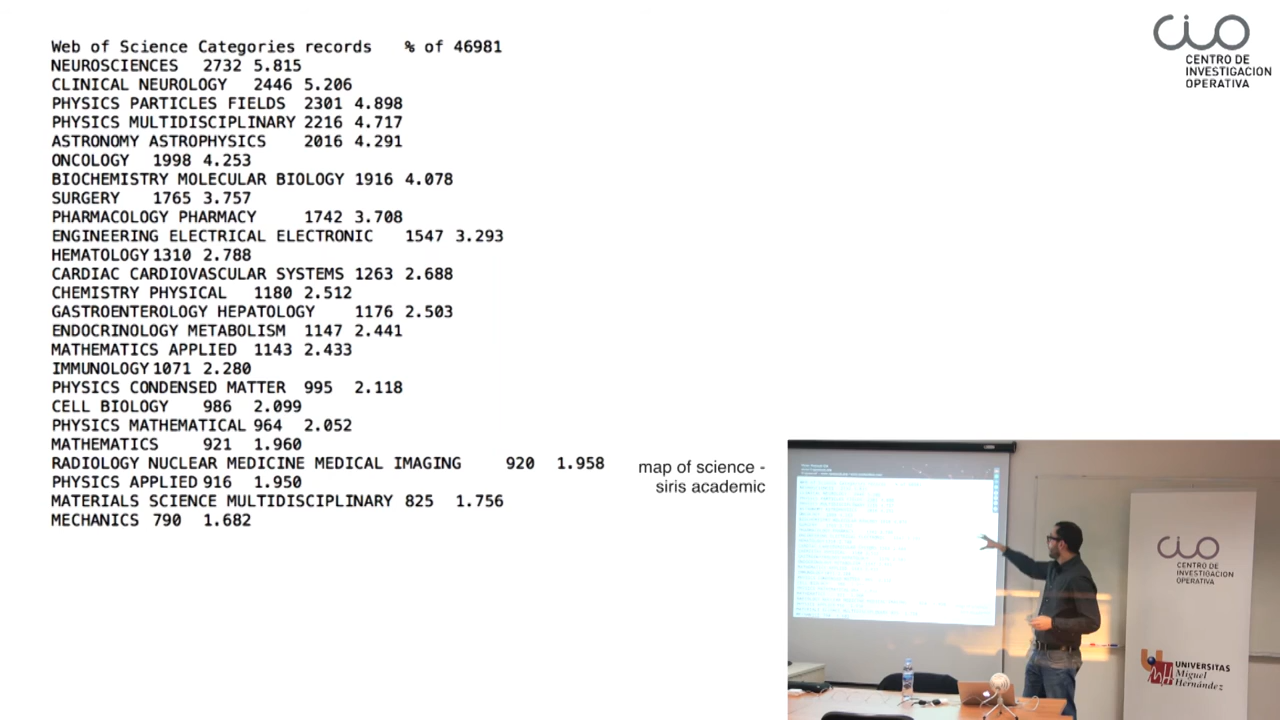 Web of Science Categories records % of 46981
NEUROSCIENCES 2732 5.815
CLINICAL NEUROLOGY 2446 5.206
PHYSICS PARTICLES FIELDS 2301 4.898
PHYSICS MULTIDISCIPLINARY 2216 4.717
ASTRONOMY ASTROPHYSICS 2016 4.291
ONCOLOGY 1998 4.253
BIOCHEMISTRY MOLECULAR BIOLOGY 1916 4.078
SURGERY 1765 3.757
PHARMACOLOGY PHARMACY 1742 3.708
ENGINEERING ELECTRICAL ELECTRONIC 1547 3.293
HEMATOLOGY 1310 2.788
CARDIAC CARDIOVASCULAR SYSTEMS 1263 2.688
CHEMISTRY PHYSICAL 1180 2.512
GASTROENTEROLOGY HEPATOLOGY 1176 2.503
ENDOCRINOLOGY METABOLISM 1147 2.441
MATHEMATICS APPLIED 1143 2.433
IMMUNOLOGY 1071 2.280
PHYSICS CONDENSED MATTER 995 2.118
CELL BIOLOGY 986 2.099
PHYSICS MATHEMATICAL 964 2.052
MATHEMATICS 921 1.960
RADIOLOGY NUCLEAR MEDICINE MEDICAL IMAGING 920 1.958
PHYSICS APPLIED 916 1.950
MATERIALS SCIENCE MULTIDISCIPLINARY 825 1.756
MECHANICS 790 1.682
map of science -
siris academic
CIO
CENTRO DE
INVESTIGACION
OPERATIVA
CIO
CENTRO DE
INVESTIGACION
OPERATIVA
UNIVERSITAS
Miguel
Hernández